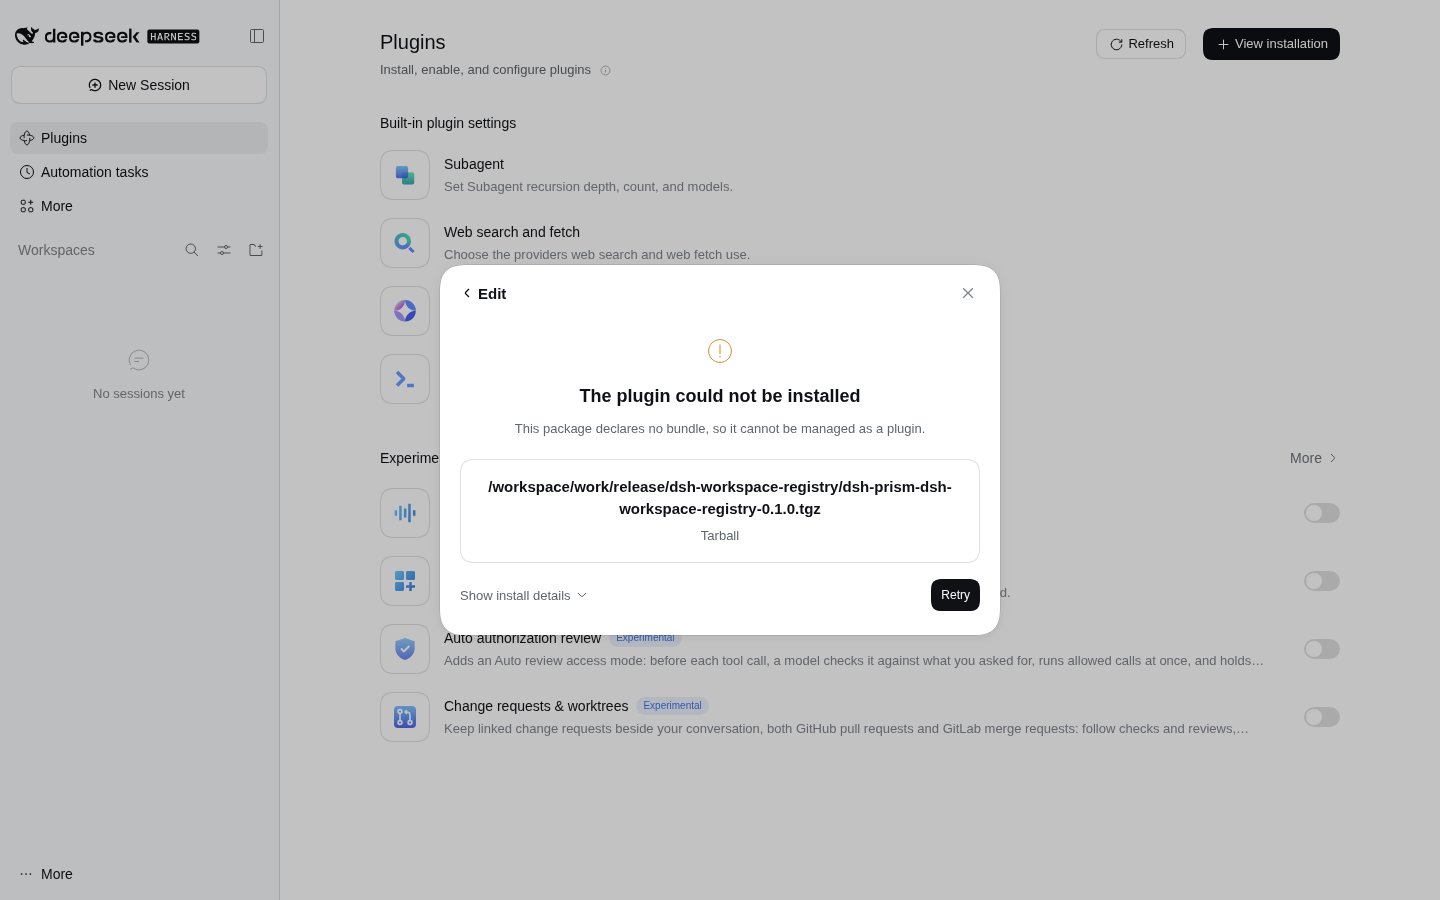 deepseek HARNESS
New Session
Plugins
Automation tasks
More
Workspaces
No sessions yet
More
Plugins
Install, enable, and configure plugins
Refresh
View installation
Built-in plugin settings
Subagent
Set Subagent recursion depth, count, and models.
Web search and fetch
Choose the providers web search and web fetch use.
Edit
The plugin could not be installed
This package declares no bundle, so it cannot be managed as a plugin.
/workspace/work/release/dsh-workspace-registry/dsh-prism-dsh-
workspace-registry-0.1.0.tgz
Tarball
Show install details
Retry
Experime
More
d.
Auto authorization review Experimental
Adds an Auto review access mode: before each tool call, a model checks it against what you asked for, runs allowed calls at once, and holds…
Change requests & worktrees Experimental
Keep linked change requests beside your conversation, both GitHub pull requests and GitLab merge requests: follow checks and reviews,…